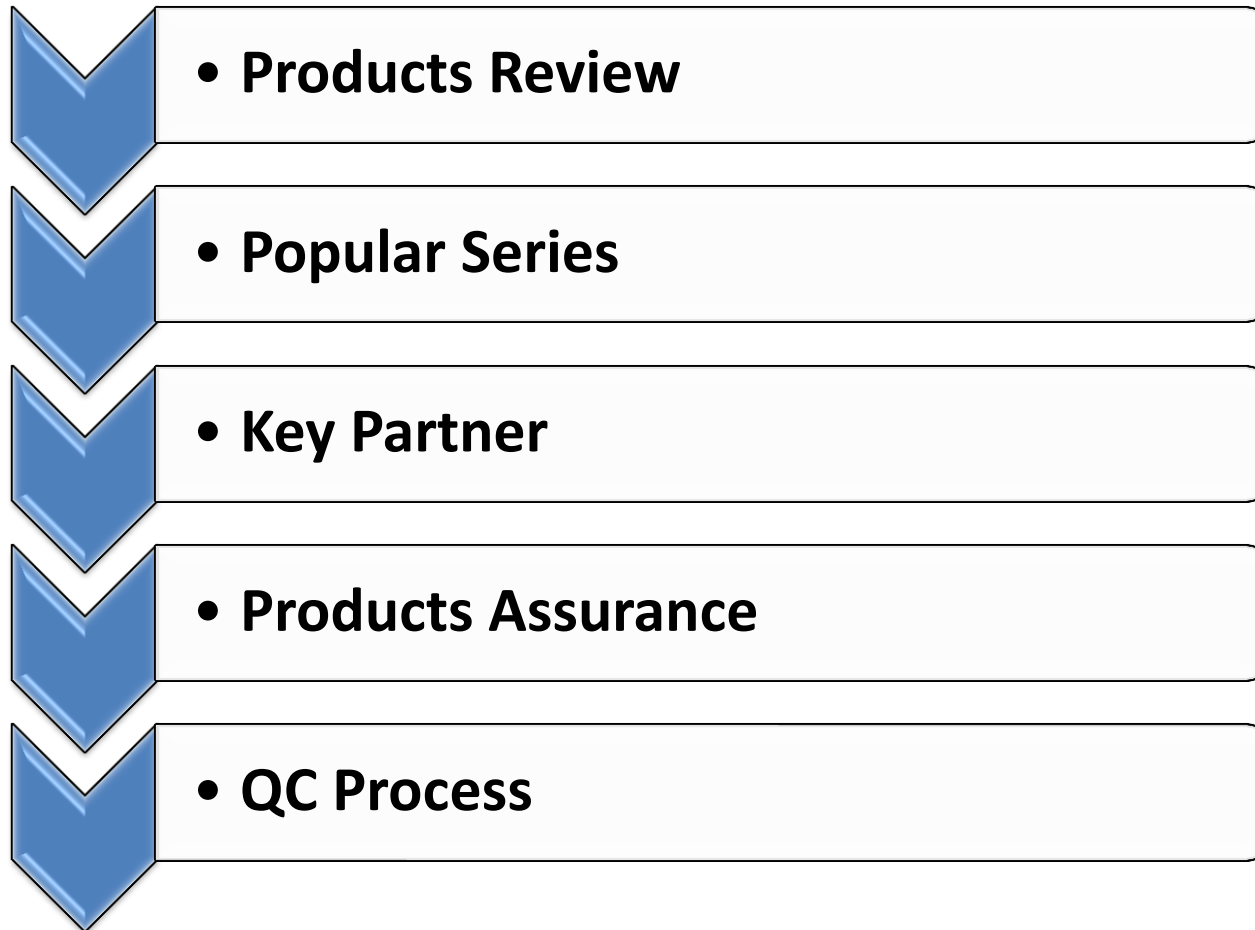 • Products Review
• Popular Series
• Key Partner
• Products Assurance
• QC Process